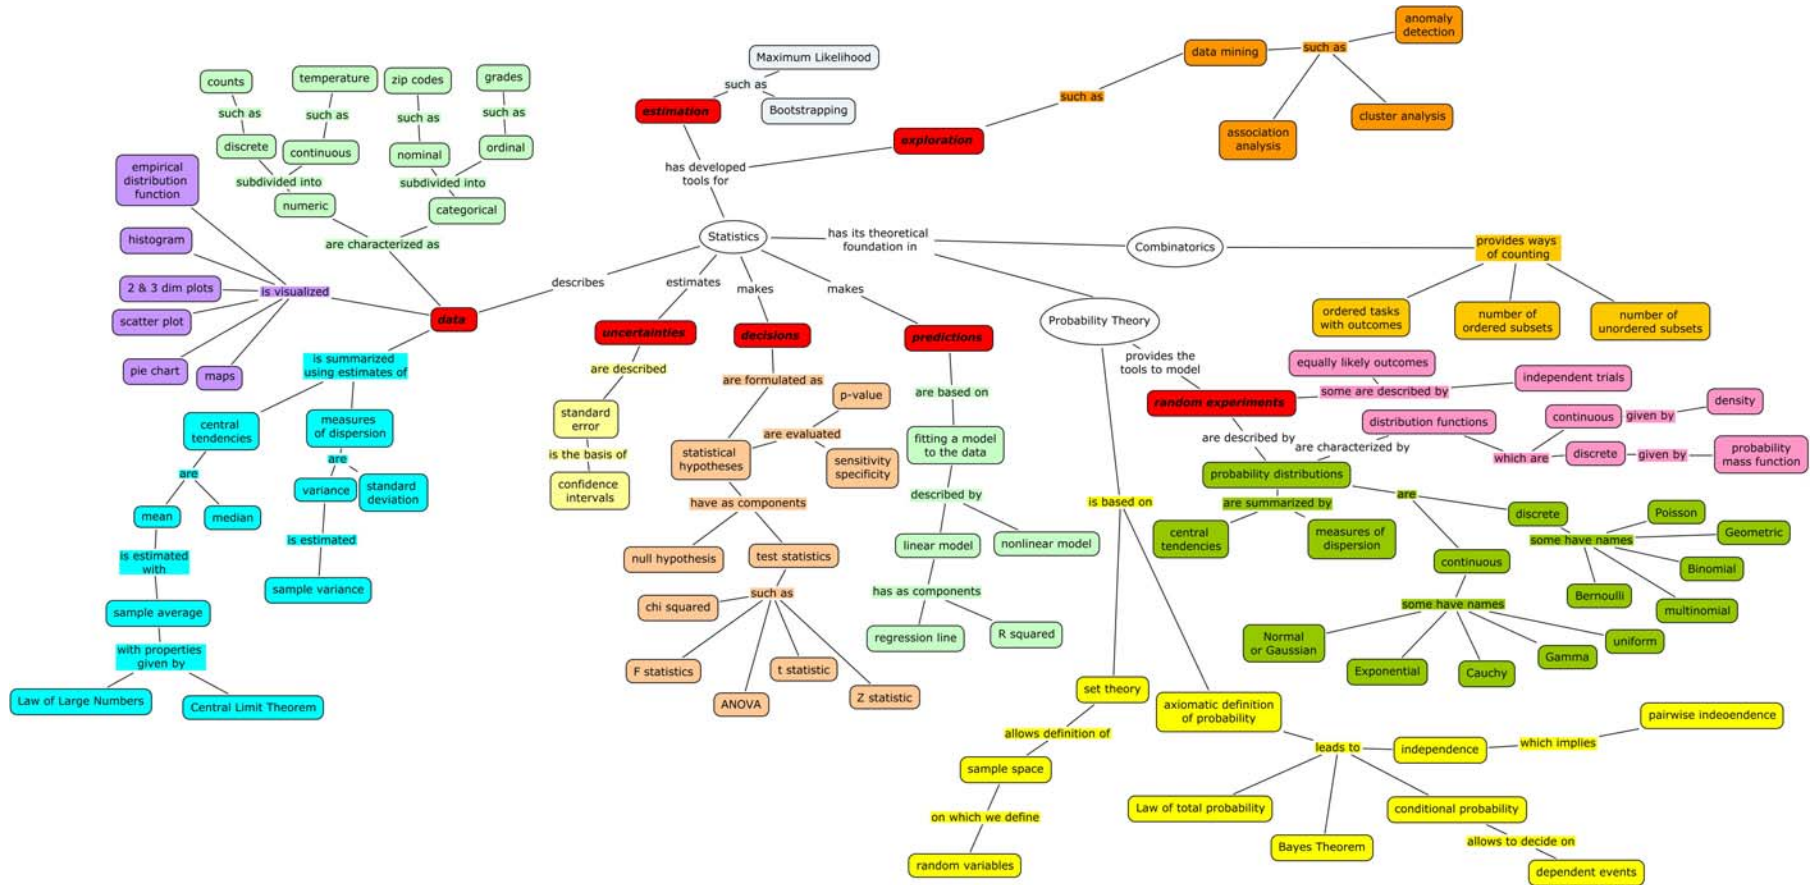 anomaly
detection
data mining
such as
Maximum Likelihood
such as
estimation
Bootstrapping
such as
exploration
association
analysis
cluster analysis
counts
temperature
zip codes
grades
such as
such as
such as
such as
discrete
continuous
nominal
ordinal
subdivided into
subdivided into
numeric
categorical
are characterized as
empirical
distribution
function
histogram
2 & 3 dim plots
scatter plot
pie chart
maps
is visualized
has developed
tools for
Statistics
has its theoretical
foundation in
Combinatorics
provides ways
of counting
ordered tasks
with outcomes
number of
ordered subsets
number of
unordered subsets
describes
estimates
makes
makes
data
uncertainties
decisions
predictions
Probability Theory
is summarized
using estimates of
central
tendencies
measures
of dispersion
are
are
mean
median
variance
standard
deviation
is estimated
with
is estimated
sample average
sample variance
with properties
given by
Law of Large Numbers
Central Limit Theorem
are described
standard
error
is the basis of
confidence
intervals
are formulated as
p-value
are evaluated
statistical
hypotheses
sensitivity
specificity
have as components
null hypothesis
test statistics
such as
chi squared
F statistics
ANOVA
t statistic
Z statistic
are based on
fitting a model
to the data
described by
linear model
nonlinear model
has as components
regression line
R squared
provides the
tools to model
random experiments
equally likely outcomes
some are described by
independent trials
are described by
are characterized by
distribution functions
which are
continuous
given by
density
discrete
given by
probability
mass function
probability distributions
are summarized by
central
tendencies
measures of
dispersion
are
discrete
some have names
Poisson
Geometric
Binomial
multinomial
Bernoulli
continuous
some have names
Normal
or Gaussian
Exponential
Cauchy
Gamma
uniform
is based on
set theory
allows definition of
sample space
on which we define
random variables
axiomatic definition
of probability
leads to
independence
which implies
pairwise indeoendence
Law of total probability
Bayes Theorem
conditional probability
allows to decide on
dependent events